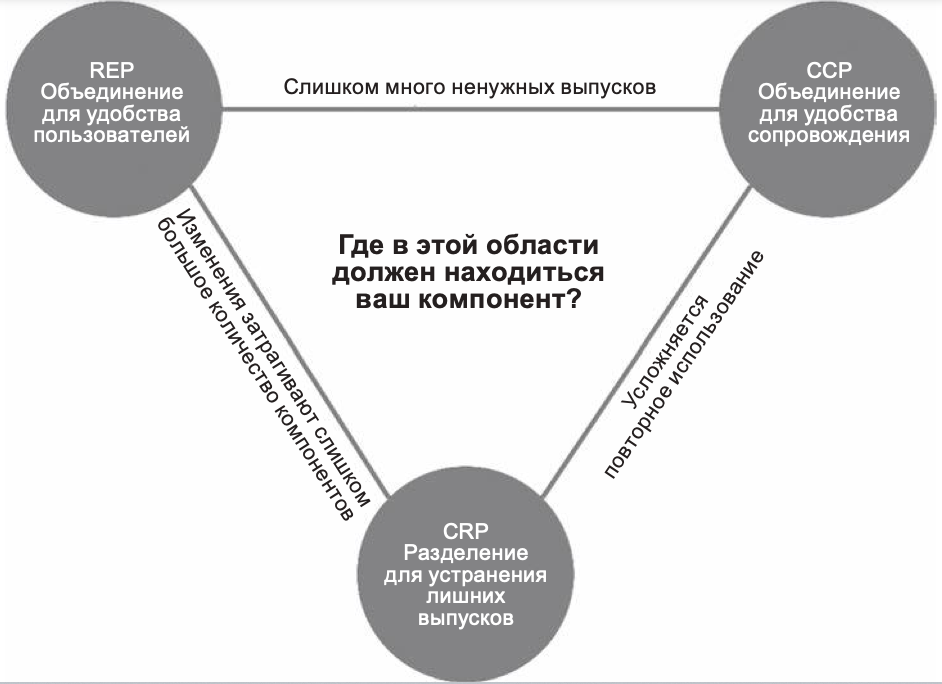 REP
Объединение
для удобства
пользователей
Слишком много ненужных выпусков
CCP
Объединение
для удобства
сопровождения
Где в этой области
должен находиться
ваш компонент?
Изменения затрагивают слишком
большое количество компонентов
Усложняется
повторное использование
CRP
Разделение
для устранения
лишних
выпусков